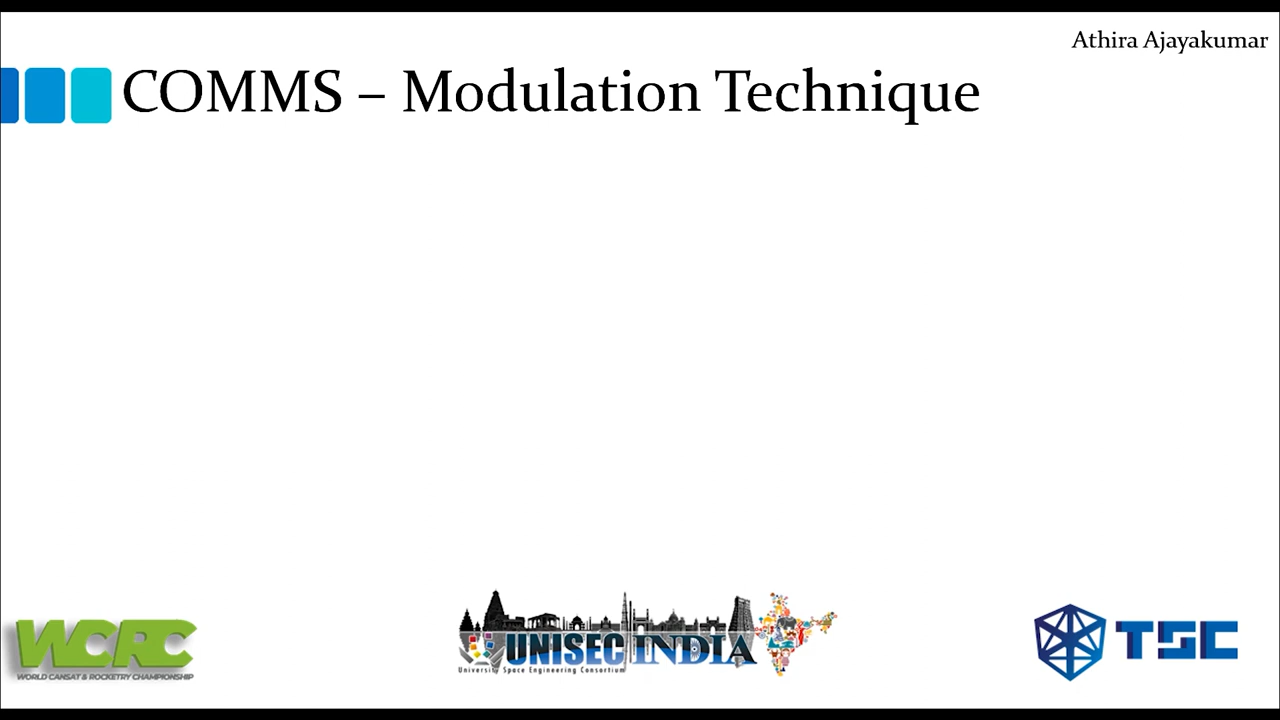 Athira Ajayakumar
COMMS – Modulation Technique
WCRC
WORLD CANSAT & ROCKETRY CHAMPIONSHIP
UNISEC INDIA
University Space Engineering Consortium
TSC